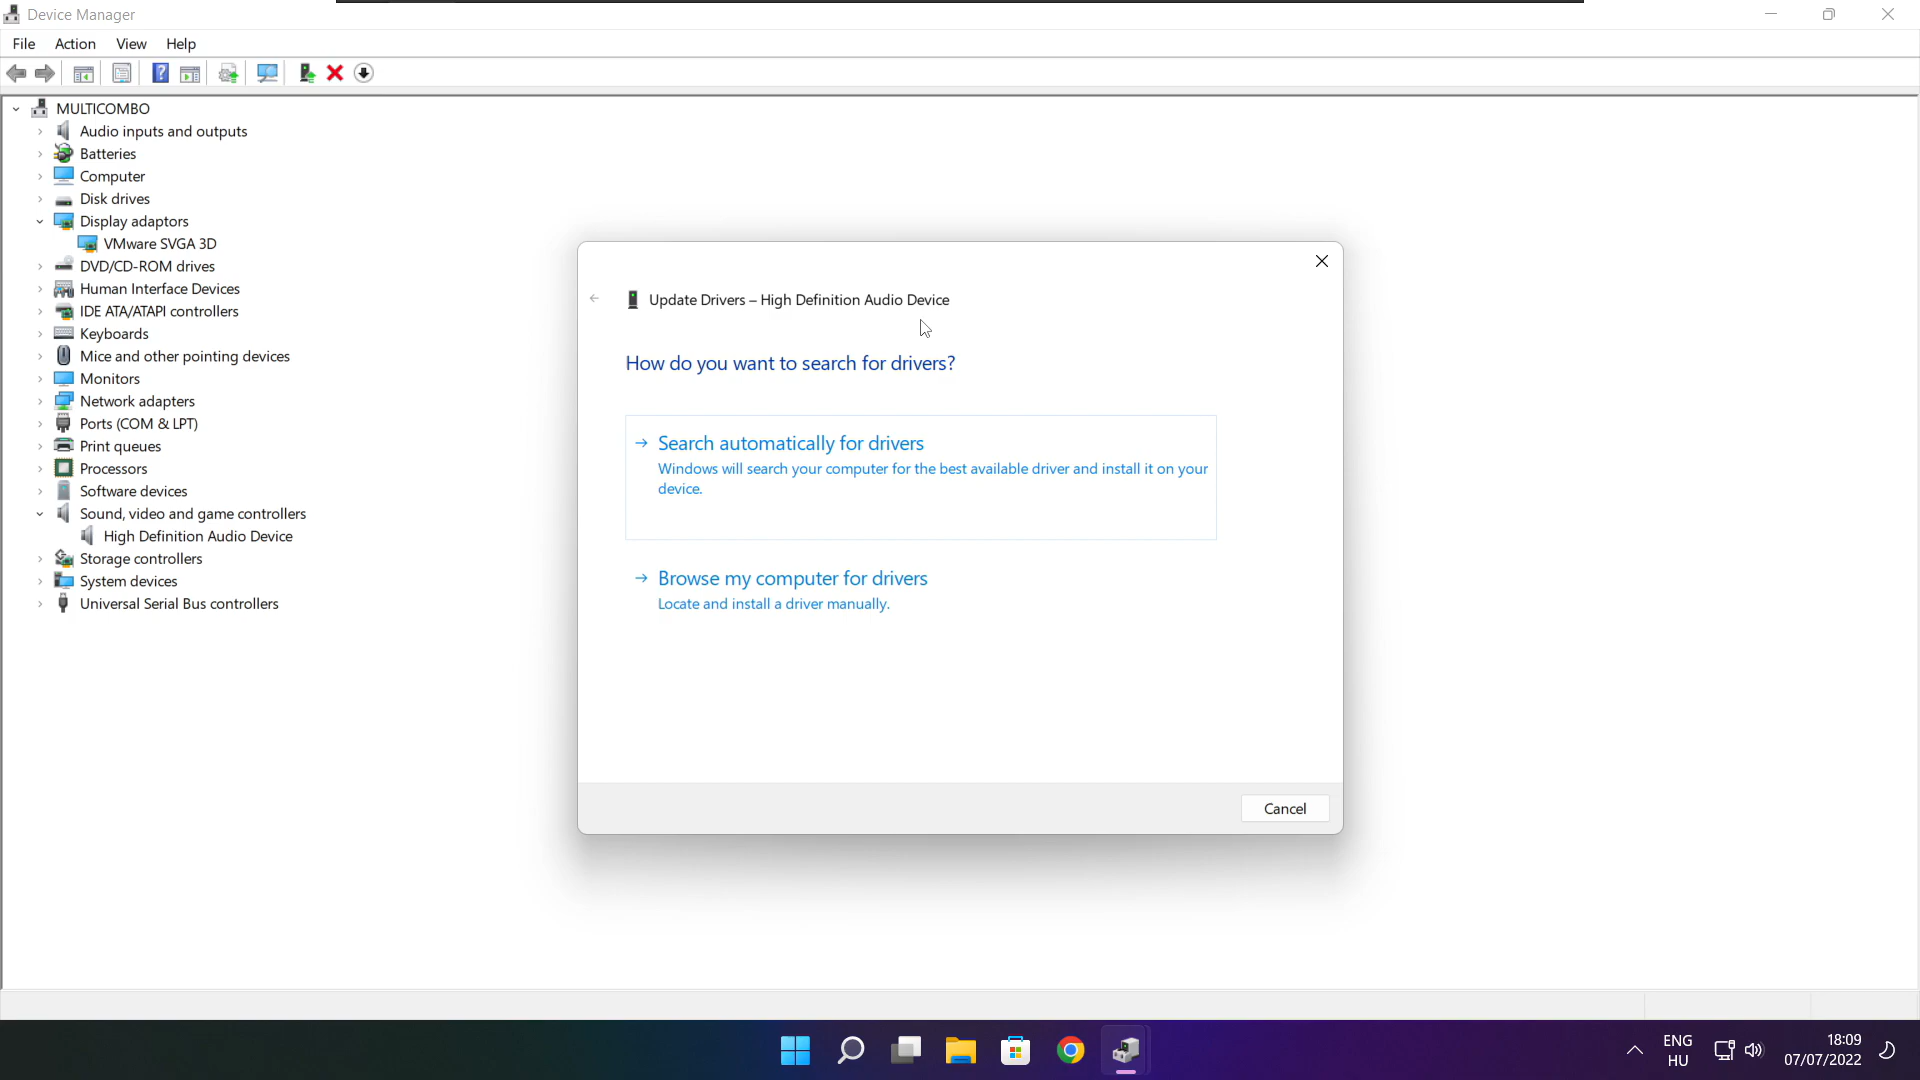 Device Manager
File Action View Help
MULTICOMBO
Audio inputs and outputs
Batteries
Computer
Disk drives
Display adaptors
VMware SVGA 3D
DVD/CD-ROM drives
Human Interface Devices
IDE ATA/ATAPI controllers
Keyboards
Mice and other pointing devices
Monitors
Network adapters
Ports (COM & LPT)
Print queues
Processors
Software devices
Sound, video and game controllers
High Definition Audio Device
Storage controllers
System devices
Universal Serial Bus controllers
Update Drivers – High Definition Audio Device
How do you want to search for drivers?
Search automatically for drivers
Windows will search your computer for the best available driver and install it on your
device.
Browse my computer for drivers
Locate and install a driver manually.
Cancel
ENG
HU
18:09
07/07/2022